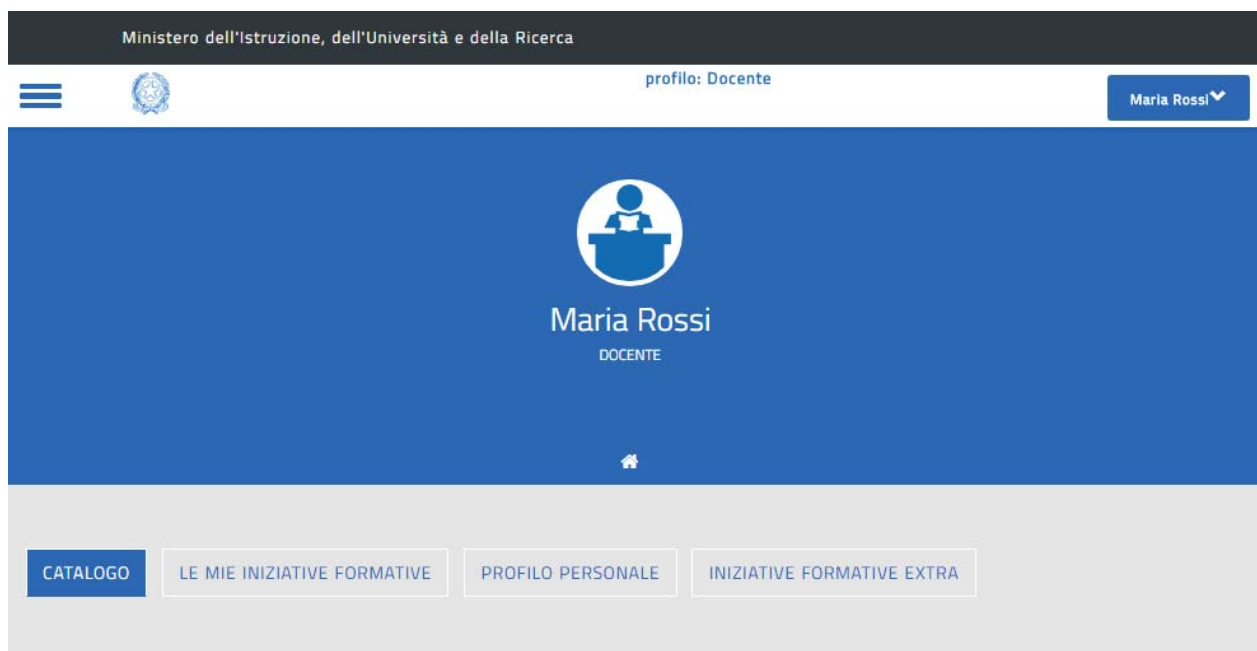 Ministero dell'Istruzione, dell'Università e della Ricerca
profilo: Docente
Maria Rossi
Maria Rossi
DOCENTE
CATALOGO
LE MIE INIZIATIVE FORMATIVE
PROFILO PERSONALE
INIZIATIVE FORMATIVE EXTRA